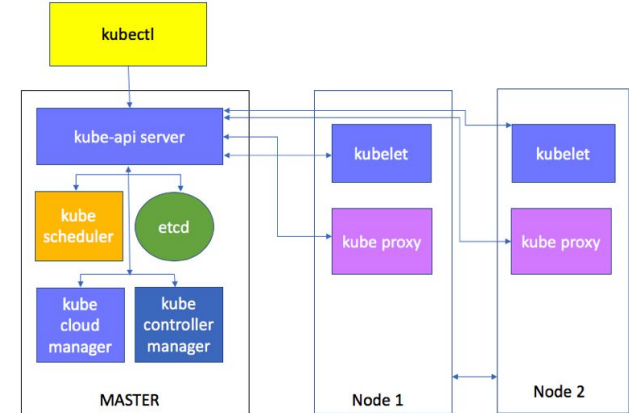 kubectl
kube-api server
kube
scheduler
etcd
kube
cloud
manager
kube
controller
manager
MASTER
kubelet
kube proxy
Node 1
kubelet
kube proxy
Node 2